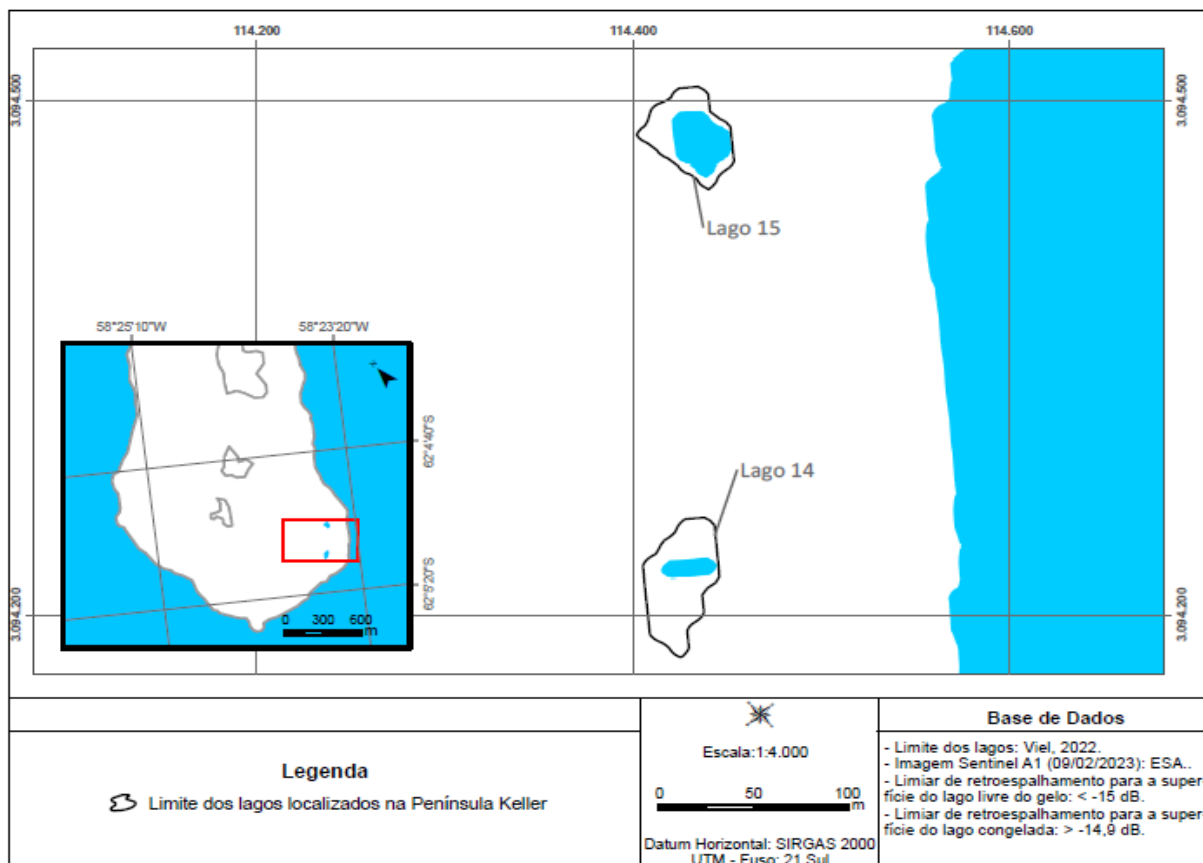 114.200
114.400
114.600
3.094.500
3.094.500
Lago 15
58°25'10"W
58°23'20"W
62°4'40"S
Lago 14
62°5'20"S
3.094.200
3.094.200
0 300 600
m
Base de Dados
Escala:1:4.000
- Limite dos lagos: Viel, 2022.
- Imagem Sentinel A1 (09/02/2023): ESA..
- Limiar de retroespalhamento para a super-
fície do lago livre do gelo: < -15 dB.
- Limiar de retroespalhamento para a super-
fície do lago congelada: > -14,9 dB.
Legenda
Limite dos lagos localizados na Península Keller
0 50 100
m
Datum Horizontal: SIRGAS 2000
UTM - Fuso: 21 Sul